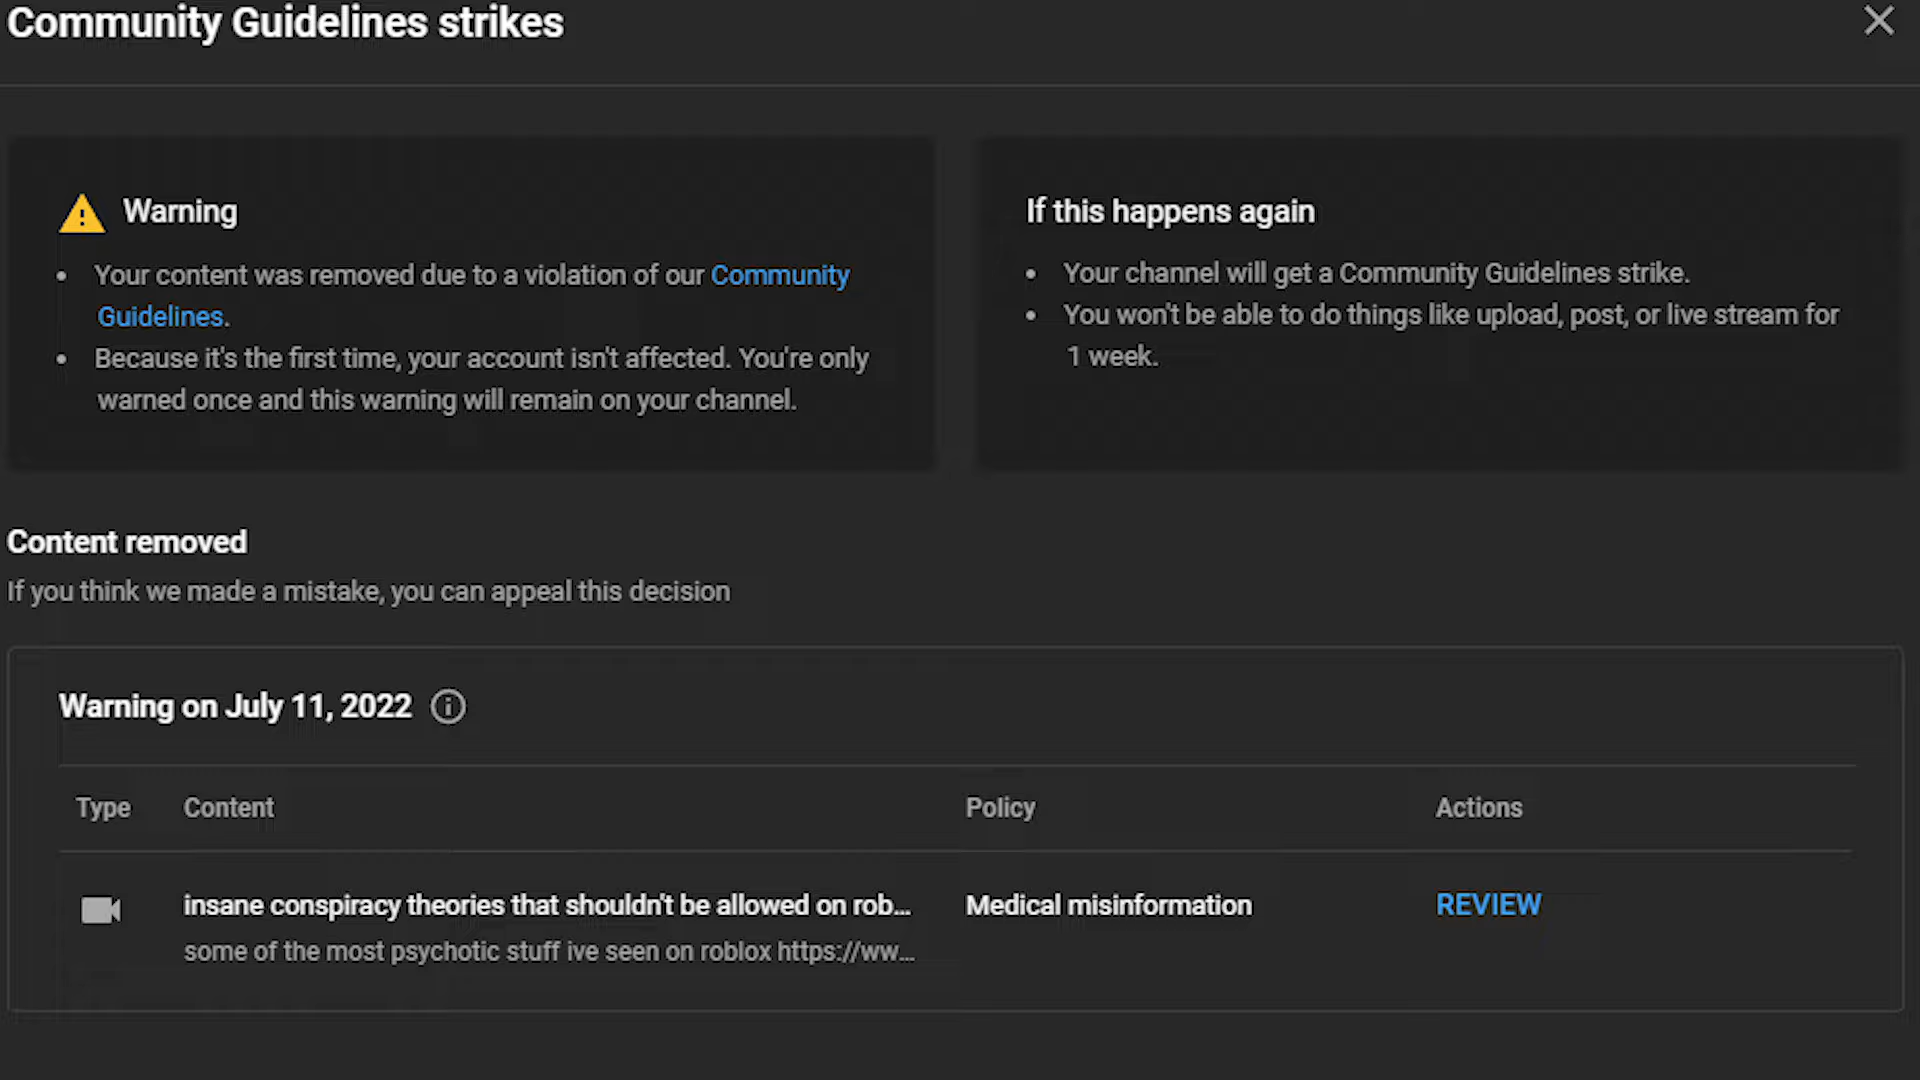 Community Guidelines strikes
Warning
• Your content was removed due to a violation of our Community
Guidelines.
• Because it's the first time, your account isn't affected. You're only
warned once and this warning will remain on your channel.
If this happens again
• Your channel will get a Community Guidelines strike.
• You won't be able to do things like upload, post, or live stream for
1 week.
Content removed
If you think we made a mistake, you can appeal this decision
Warning on July 11, 2022
Type Content Policy Actions
insane conspiracy theories that shouldn't be allowed on rob... Medical misinformation REVIEW
some of the most psychotic stuff ive seen on roblox https://ww...